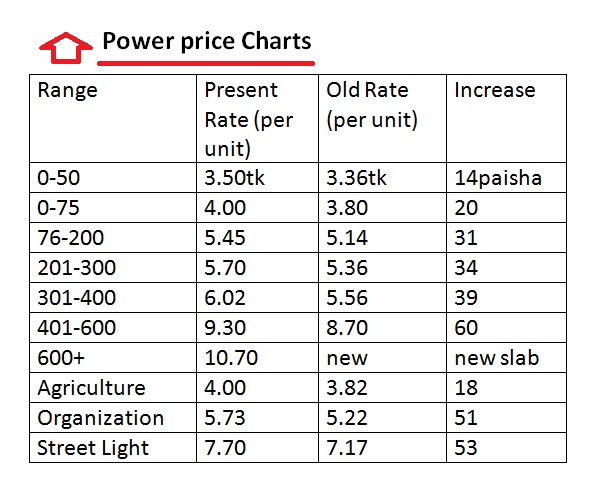 Power price Charts
Range Present Rate (per unit) Old Rate (per unit) Increase
0-50 3.50tk 3.36tk 14paisha
0-75 4.00 3.80 20
76-200 5.45 5.14 31
201-300 5.70 5.36 34
301-400 6.02 5.56 39
401-600 9.30 8.70 60
600+ 10.70 new new slab
Agriculture 4.00 3.82 18
Organization 5.73 5.22 51
Street Light 7.70 7.17 53